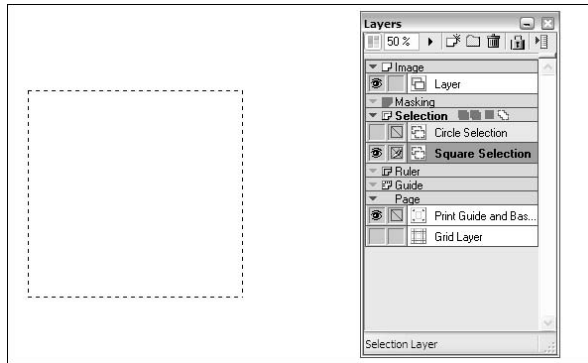 Layers
50 %
Image
Layer
Masking
Selection
Circle Selection
Square Selection
Ruler
Guide
Page
Print Guide and Bas...
Grid Layer
Selection Layer